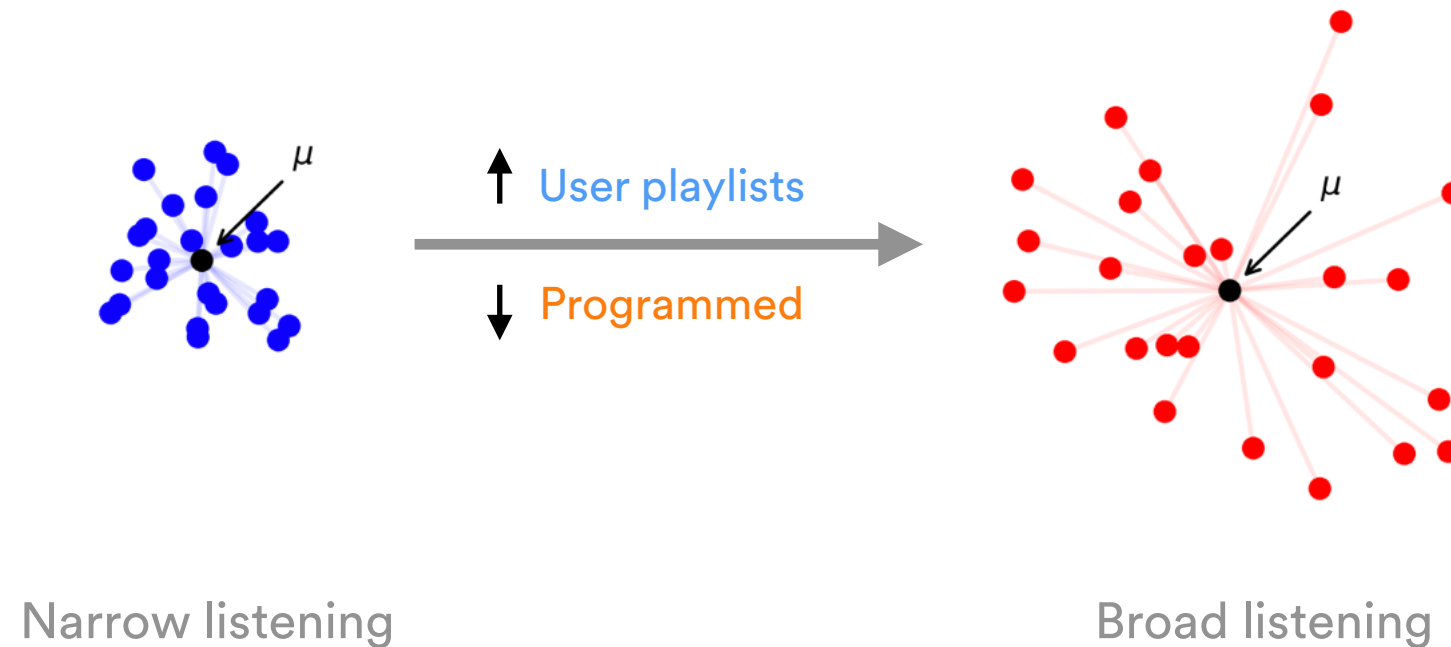 μ
↑ User playlists
↓ Programmed
μ
Narrow listening
Broad listening